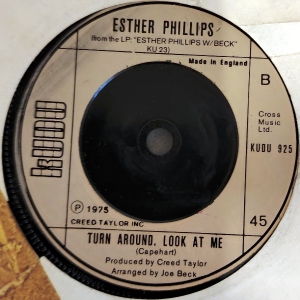 ESTHER PHILLIPS
(from the LP: "ESTHER PHILLIPS W/BECK"
KU 23)
Made in England
B
Cross
Music
Ltd.
KUDU 925
KUDU
℗ 1975
CREED TAYLOR INC
45
TURN AROUND, LOOK AT ME
(Capehart)
Produced by Creed Taylor
Arranged by Joe Beck